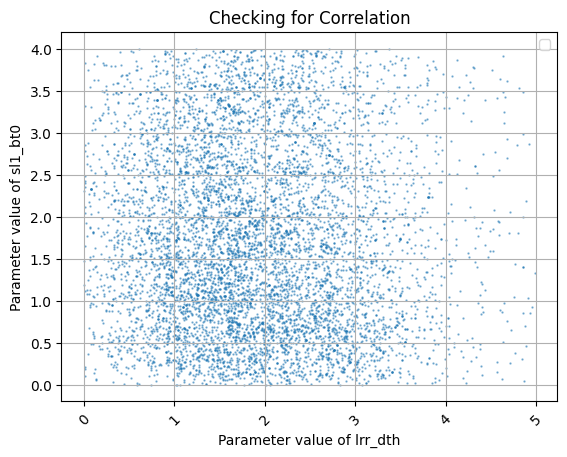 Checking for Correlation
Parameter value of sl1_bt0
4.0
3.5
3.0
2.5
2.0
1.5
1.0
0.5
0.0
0 1 2 3 4 5
Parameter value of lrr_dth